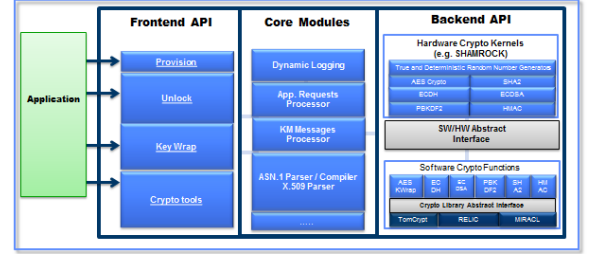 Frontend API
Core Modules
Backend API
Application
Provision
Unlock
Key Wrap
Crypto tools
Dynamic Logging
App. Requests
Processor
KM Messages
Processor
ASN.1 Parser / Compiler
X.509 Parser
.....
Hardware Crypto Kernels
(e.g. SHAMROCK)
True and Deterministic Random Number Generators
AES Crypto
SHA2
ECDH
ECDSA
PBKDF2
HMAC
SW/HW Abstract
Interface
Software Crypto Functions
AES
KWrap
EC
DH
EC
DSA
PBK
DF2
SH
A2
HM
AC
Crypto Library Abstract Interface
TomCrypt
RELIC
MIRACL